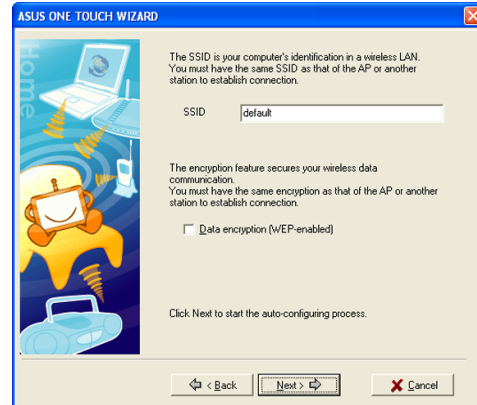 ASUS ONE TOUCH WIZARD
Home
The SSID is your computer's identification in a wireless LAN.
You must have the same SSID as that of the AP or another
station to establish connection.
SSID default
The encryption feature secures your wireless data
communication.
You must have the same encryption as that of the AP or another
station to establish connection.
Data encryption (WEP-enabled)
Click Next to start the auto-configuring process.
< Back Next > Cancel